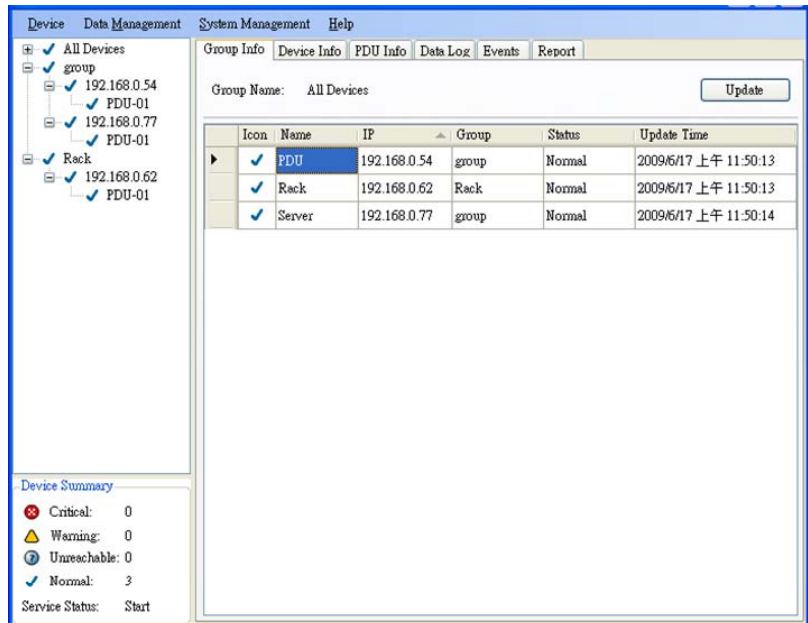 Device Data Management System Management Help
All Devices
group
192.168.0.54
PDU-01
192.168.0.77
PDU-01
Rack
192.168.0.62
PDU-01
Group Info Device Info PDU Info Data Log Events Report
Group Name: All Devices Update
Icon Name IP Group Status Update Time
PDU 192.168.0.54 group Normal 2009/6/17 上午 11:50:13
Rack 192.168.0.62 Rack Normal 2009/6/17 上午 11:50:13
Server 192.168.0.77 group Normal 2009/6/17 上午 11:50:14
Device Summary
Critical: 0
Warning: 0
Unreachable: 0
Normal: 3
Service Status: Start